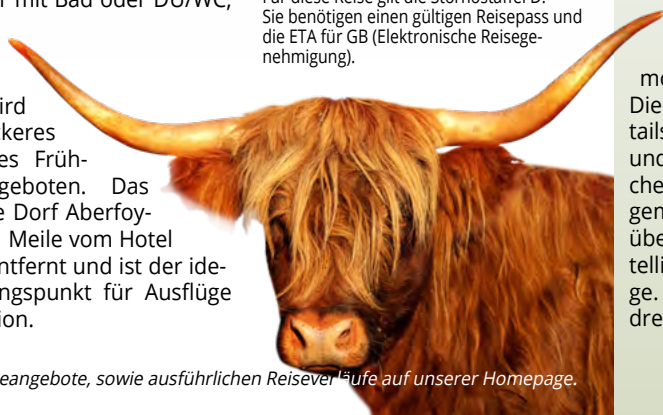 mit Bad oder DU/WC,
Für diese Reise gilt die Stornostaffel D.
Sie benötigen einen gültigen Reisepass und
die ETA für GB (Elektronische Reisege-
nehmigung).
ird
ckeres
es Früh-
geboten. Das
e Dorf Aberfoy-
Meile vom Hotel
ntfernt und ist der ide-
ngspunkt für Ausflüge
ion.
eangebote, sowie ausführlichen Reiseverläufe auf unserer Homepage.
me
Die
tails
und
che
gen
übe
telli
ge.
dre